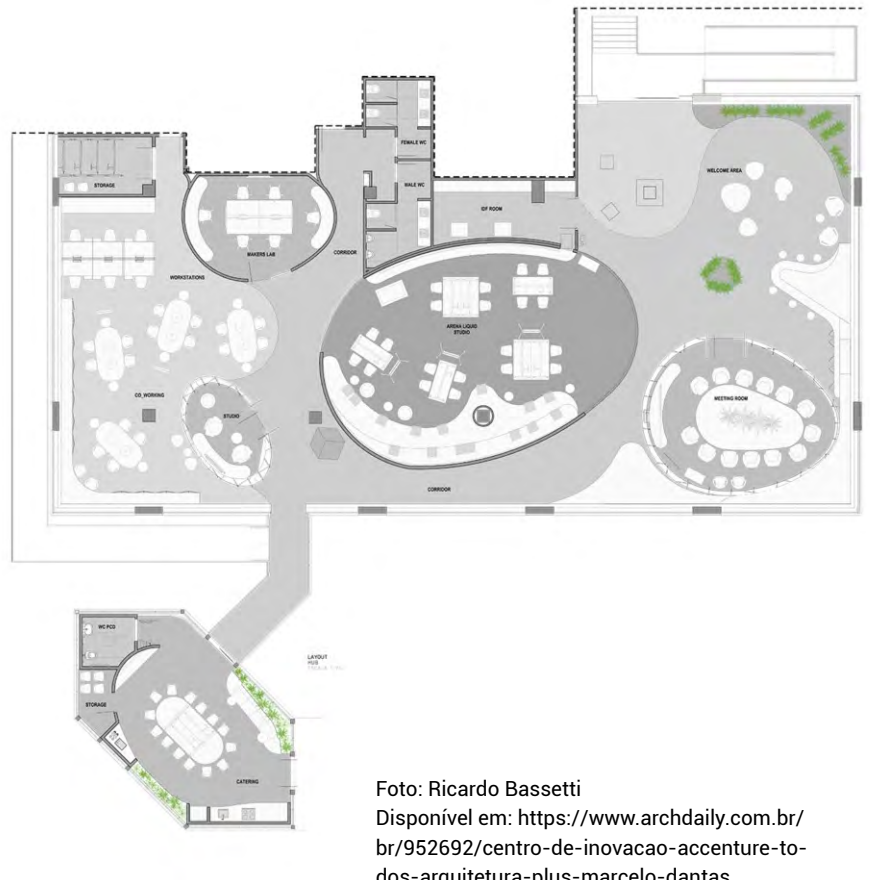 FEMALE WC
STORAGE
MALE WC
WELCOME ÁREA
IDF ROOM
MAKERS LAB
CORRIDOR
WORKSTATIONS
ARENA LIQUID
STUDIO
CO_WORKING
STUDIO
MEETING ROOM
CORRIDOR
WC PCD
LAYOUT
HUB
STORAGE
CATERING
Foto: Ricardo Bassetti
Disponível em: https://www.archdaily.com.br/
br/952692/centro-de-inovacao-accenture-to-
dos-arquitetura-plus-marcelo-dantas